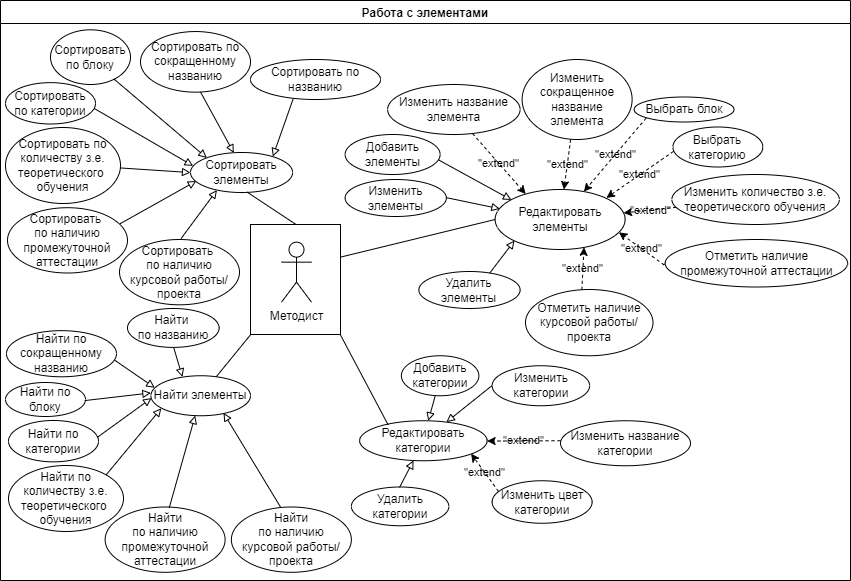 Работа с элементами
Сортировать
по блоку
Сортировать по
сокращенному
названию
Сортировать по
названию
Сортировать
по категории
Сортировать по
количеству з.е.
теоретического
обучения
Сортировать
элементы
Сортировать
по наличию
промежуточной
аттестации
Сортировать
по наличию
курсовой работы/
проекта
Изменить название
элемента
Изменить
сокращенное
название
элемента
Выбрать блок
Выбрать
категорию
Добавить
элементы
Изменить
элементы
"extend"
"extend"
"extend"
"extend"
Редактировать
элементы
"extend"
Изменить количество з.е.
теоретического обучения
"extend"
Отметить наличие
промежуточной аттестации
Удалить
элементы
"extend"
Отметить наличие
курсовой работы/
проекта
Методист
Найти
по названию
Найти по
сокращенному
названию
Найти по
блоку
Найти элементы
Найти по
категории
Найти по
количеству з.е.
теоретического
обучения
Найти
по наличию
промежуточной
аттестации
Найти
по наличию
курсовой работы/
проекта
Добавить
категории
Изменить
категории
Редактировать
категории
"extend"
Изменить название
категории
"extend"
Удалить
категории
Изменить цвет
категории